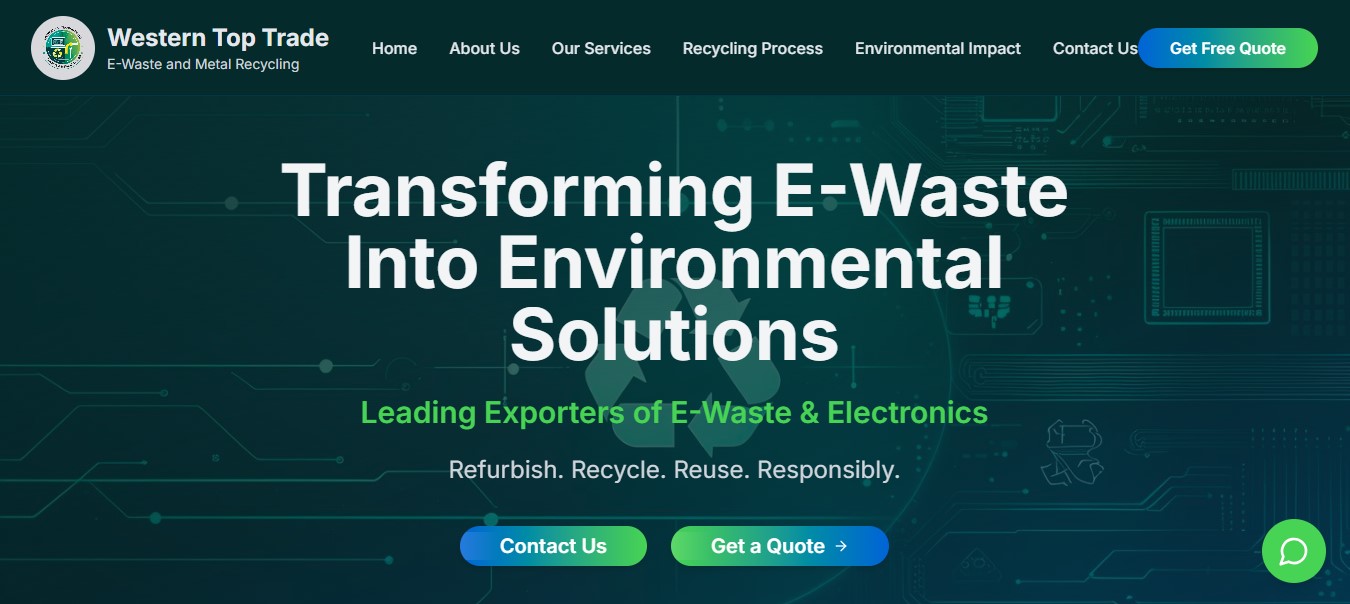 Western Top Trade
E-Waste and Metal Recycling
Home
About Us
Our Services
Recycling Process
Environmental Impact
Contact Us
Get Free Quote
Transforming E-Waste
Into Environmental
Solutions
Leading Exporters of E-Waste & Electronics
Refurbish. Recycle. Reuse. Responsibly.
Contact Us
Get a Quote →